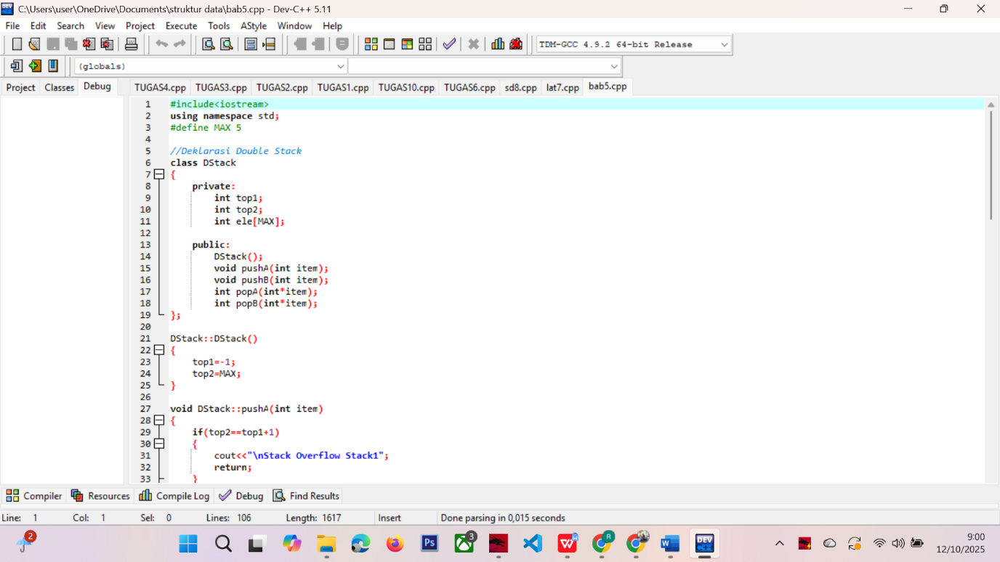 C:\Users\user\OneDrive\Documents\struktur data\bab5.cpp - Dev-C++ 5.11
File Edit Search View Project Execute Tools AStyle Window Help
TDM-GCC 4.9.2 64-bit Release
(globals)
Project Classes Debug
TUGAS4.cpp TUGAS3.cpp TUGAS2.cpp TUGAS1.cpp TUGAS10.cpp TUGAS6.cpp sd8.cpp lat7.cpp bab5.cpp
1 #include<iostream>
2 using namespace std;
3 #define MAX 5
4
5 //Deklarasi Double Stack
6 class DStack
7 {
8 private:
9 int top1;
10 int top2;
11 int ele[MAX];
12
13 public:
14 DStack();
15 void pushA(int item);
16 void pushB(int item);
17 int popA(int*item);
18 int popB(int*item);
19 };
20
21 DStack::DStack()
22 {
23 top1=-1;
24 top2=MAX;
25 }
26
27 void DStack::pushA(int item)
28 {
29 if(top2==top1+1)
30 {
31 cout<<"\nStack Overflow Stack1";
32 return;
33 }
Compiler Resources Compile Log Debug Find Results
Line: 1 Col: 1 Sel: 0 Lines: 106 Length: 1617 Insert Done parsing in 0,015 seconds
2
Ps
3
R
W
DEV
9:00
12/10/2025